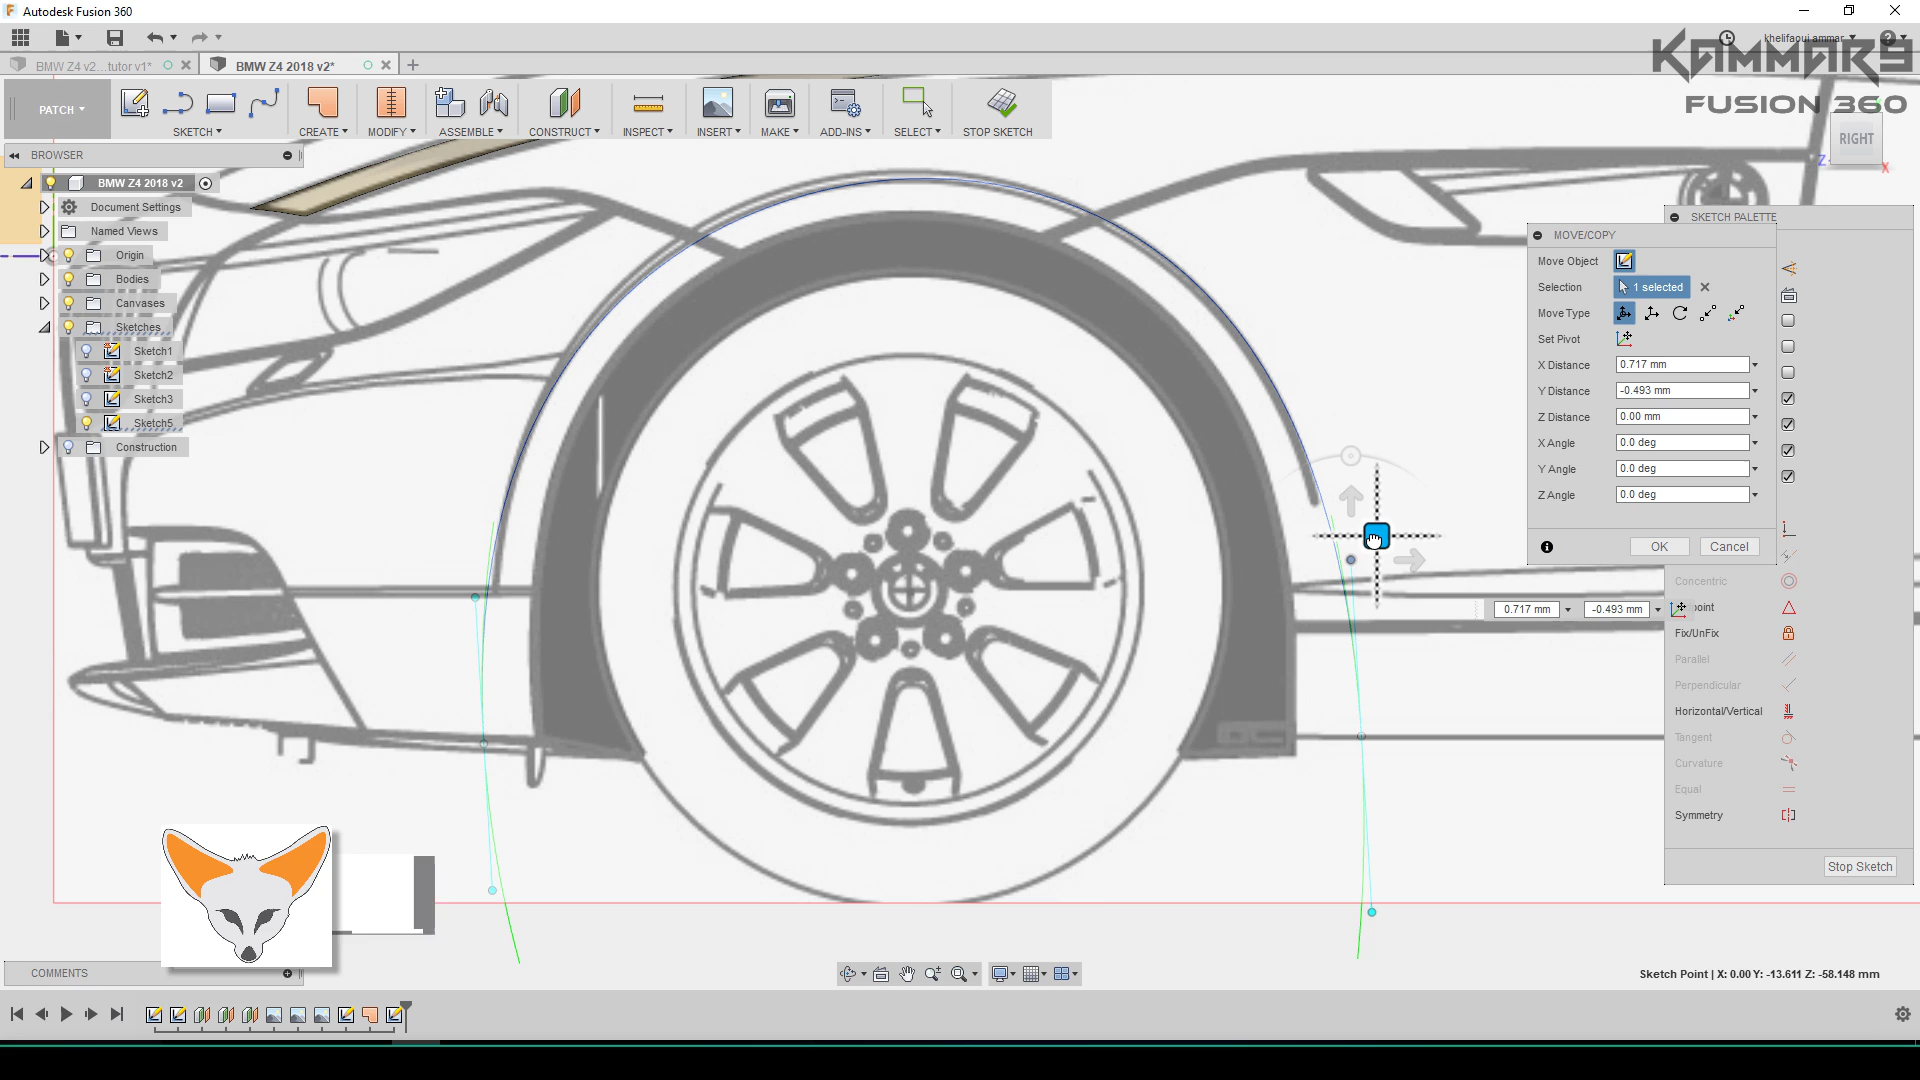 Autodesk Fusion 360
khelifaoui ammar
BMW Z4 v2...tutor v1*
BMW Z4 2018 v2*
KAMMAR9
FUSION 360
PATCH
SKETCH
CREATE
MODIFY
ASSEMBLE
CONSTRUCT
INSPECT
INSERT
MAKE
ADD-INS
SELECT
STOP SKETCH
RIGHT
Z
X
BROWSER
BMW Z4 2018 v2
Document Settings
Named Views
Origin
Bodies
Canvases
Sketches
Sketch1
Sketch2
Sketch3
Sketch5
Construction
SKETCH PALETTE
MOVE/COPY
Move Object
Selection 1 selected
Move Type
Set Pivot
X Distance 0.717 mm
Y Distance -0.493 mm
Z Distance 0.00 mm
X Angle 0.0 deg
Y Angle 0.0 deg
Z Angle 0.0 deg
OK Cancel
Concentric
0.717 mm -0.493 mm
point
Fix/UnFix
Parallel
Perpendicular
Horizontal/Vertical
Tangent
Curvature
Equal
Symmetry
Stop Sketch
COMMENTS
Sketch Point | X: 0.00 Y: -13.611 Z: -58.148 mm